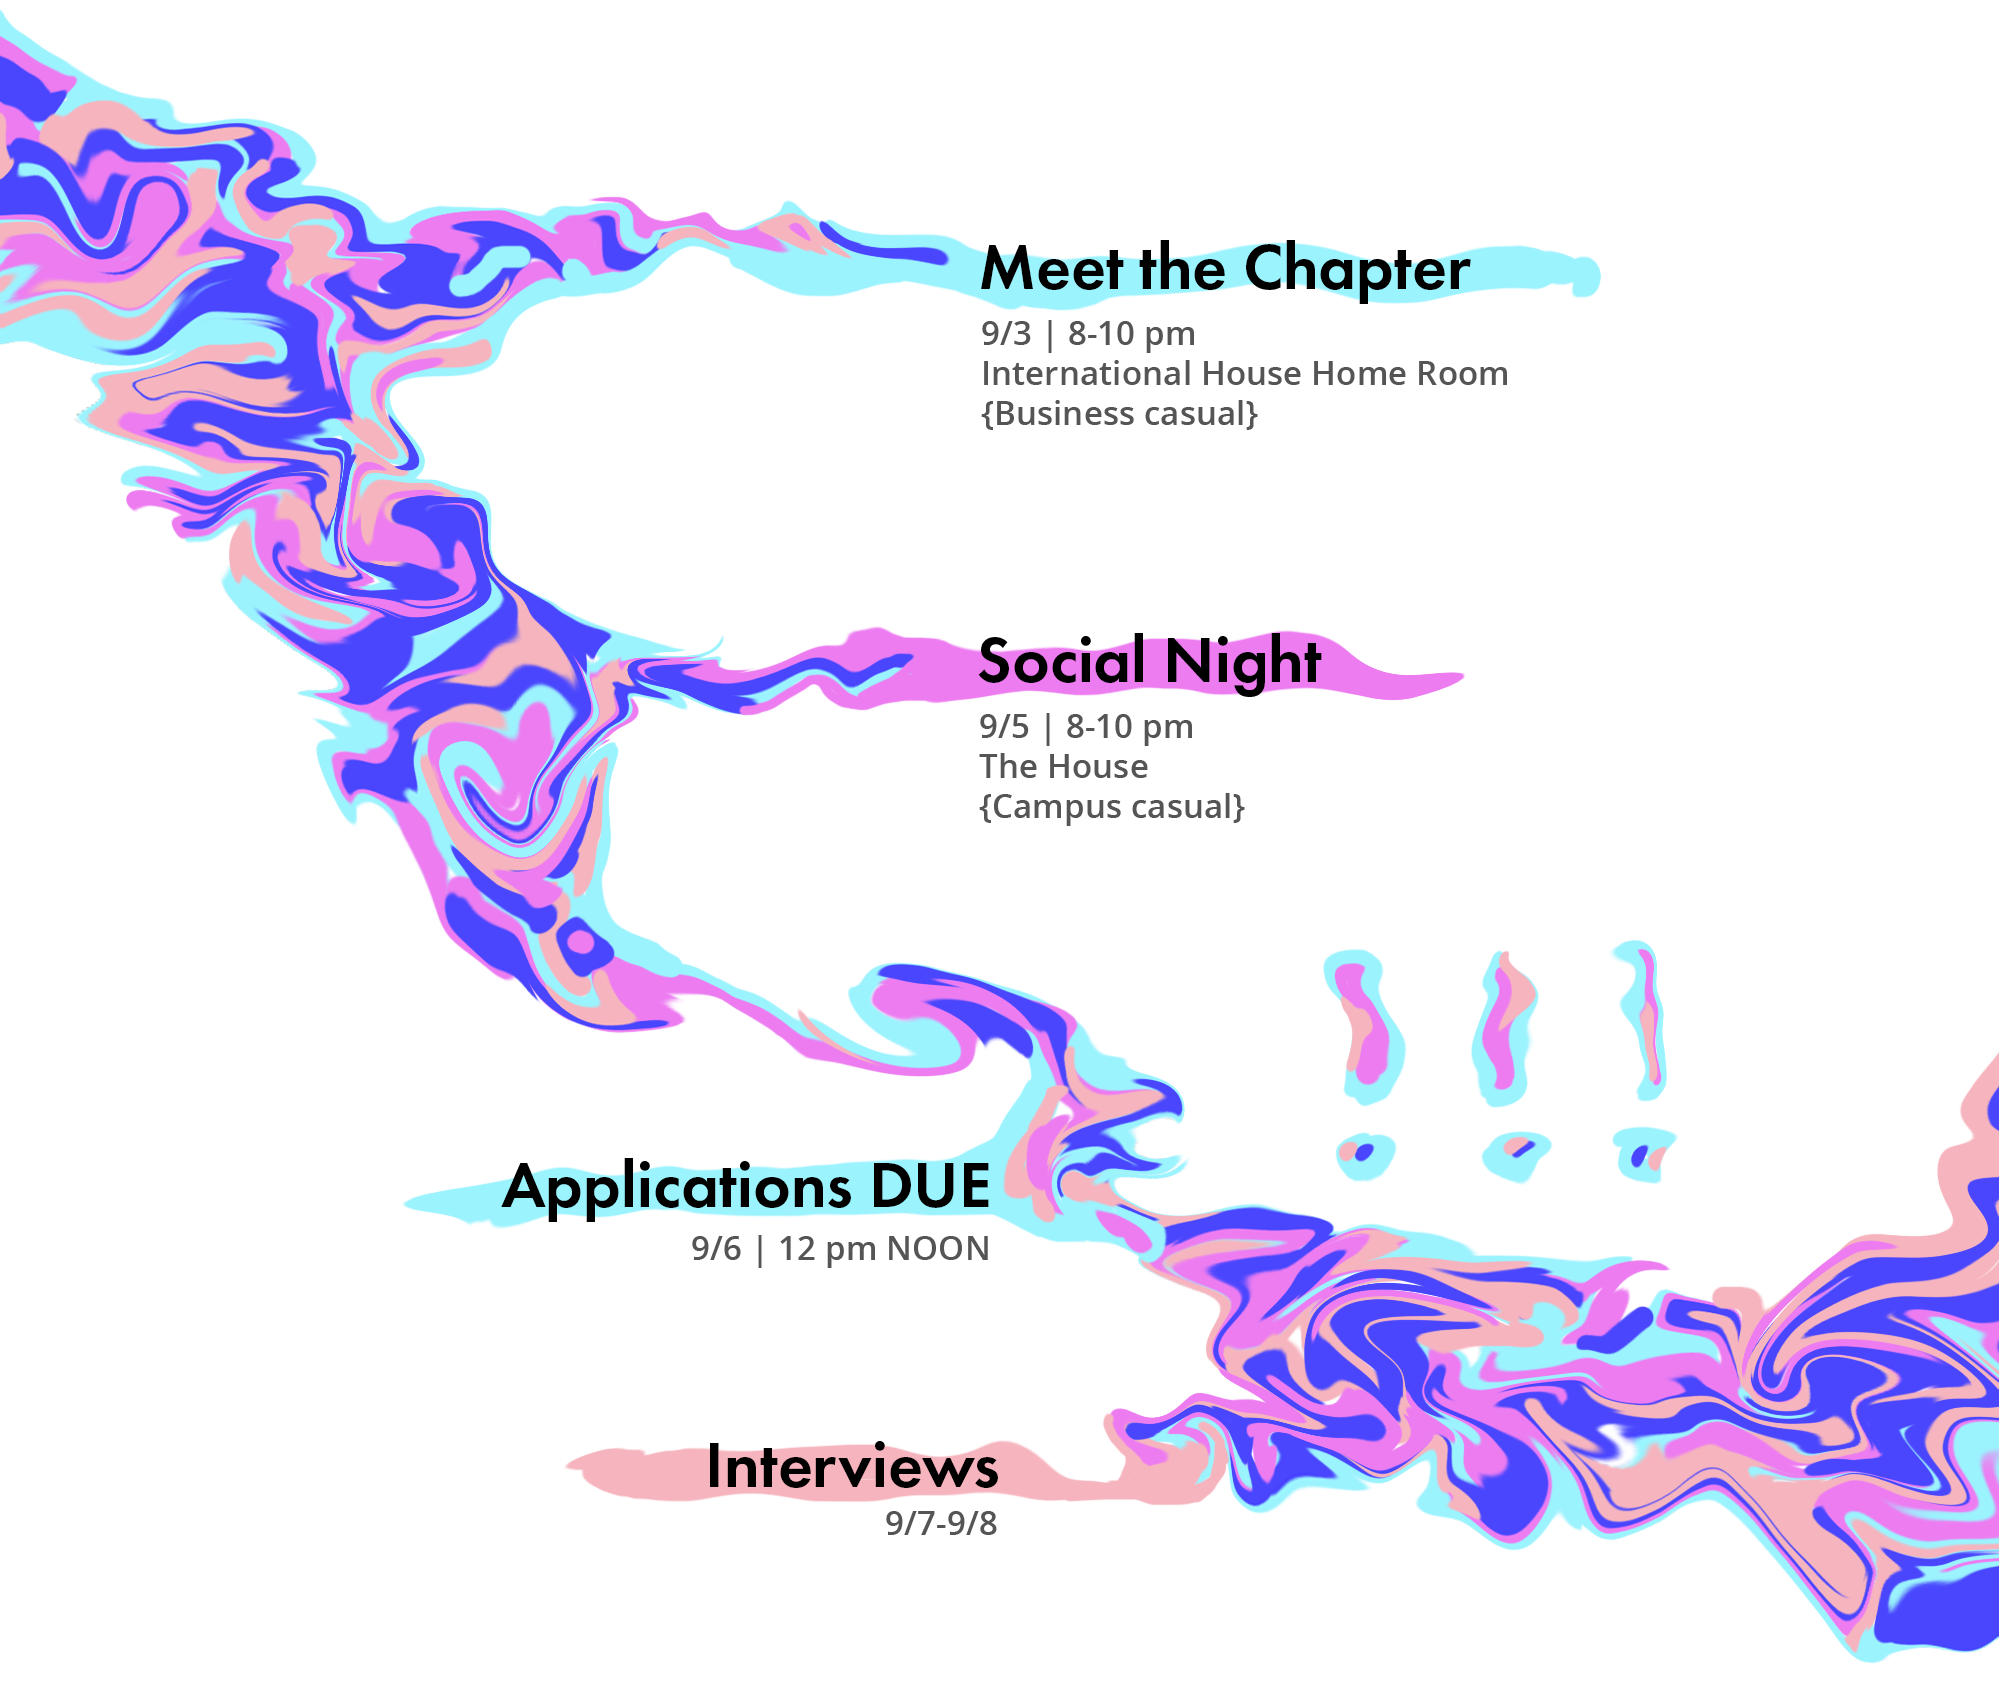 Meet the Chapter
9/3 | 8-10 pm
International House Home Room
{Business casual}
Social Night
9/5 | 8-10 pm
The House
{Campus casual}
!!!
Applications DUE
9/6 | 12 pm NOON
Interviews
9/7-9/8